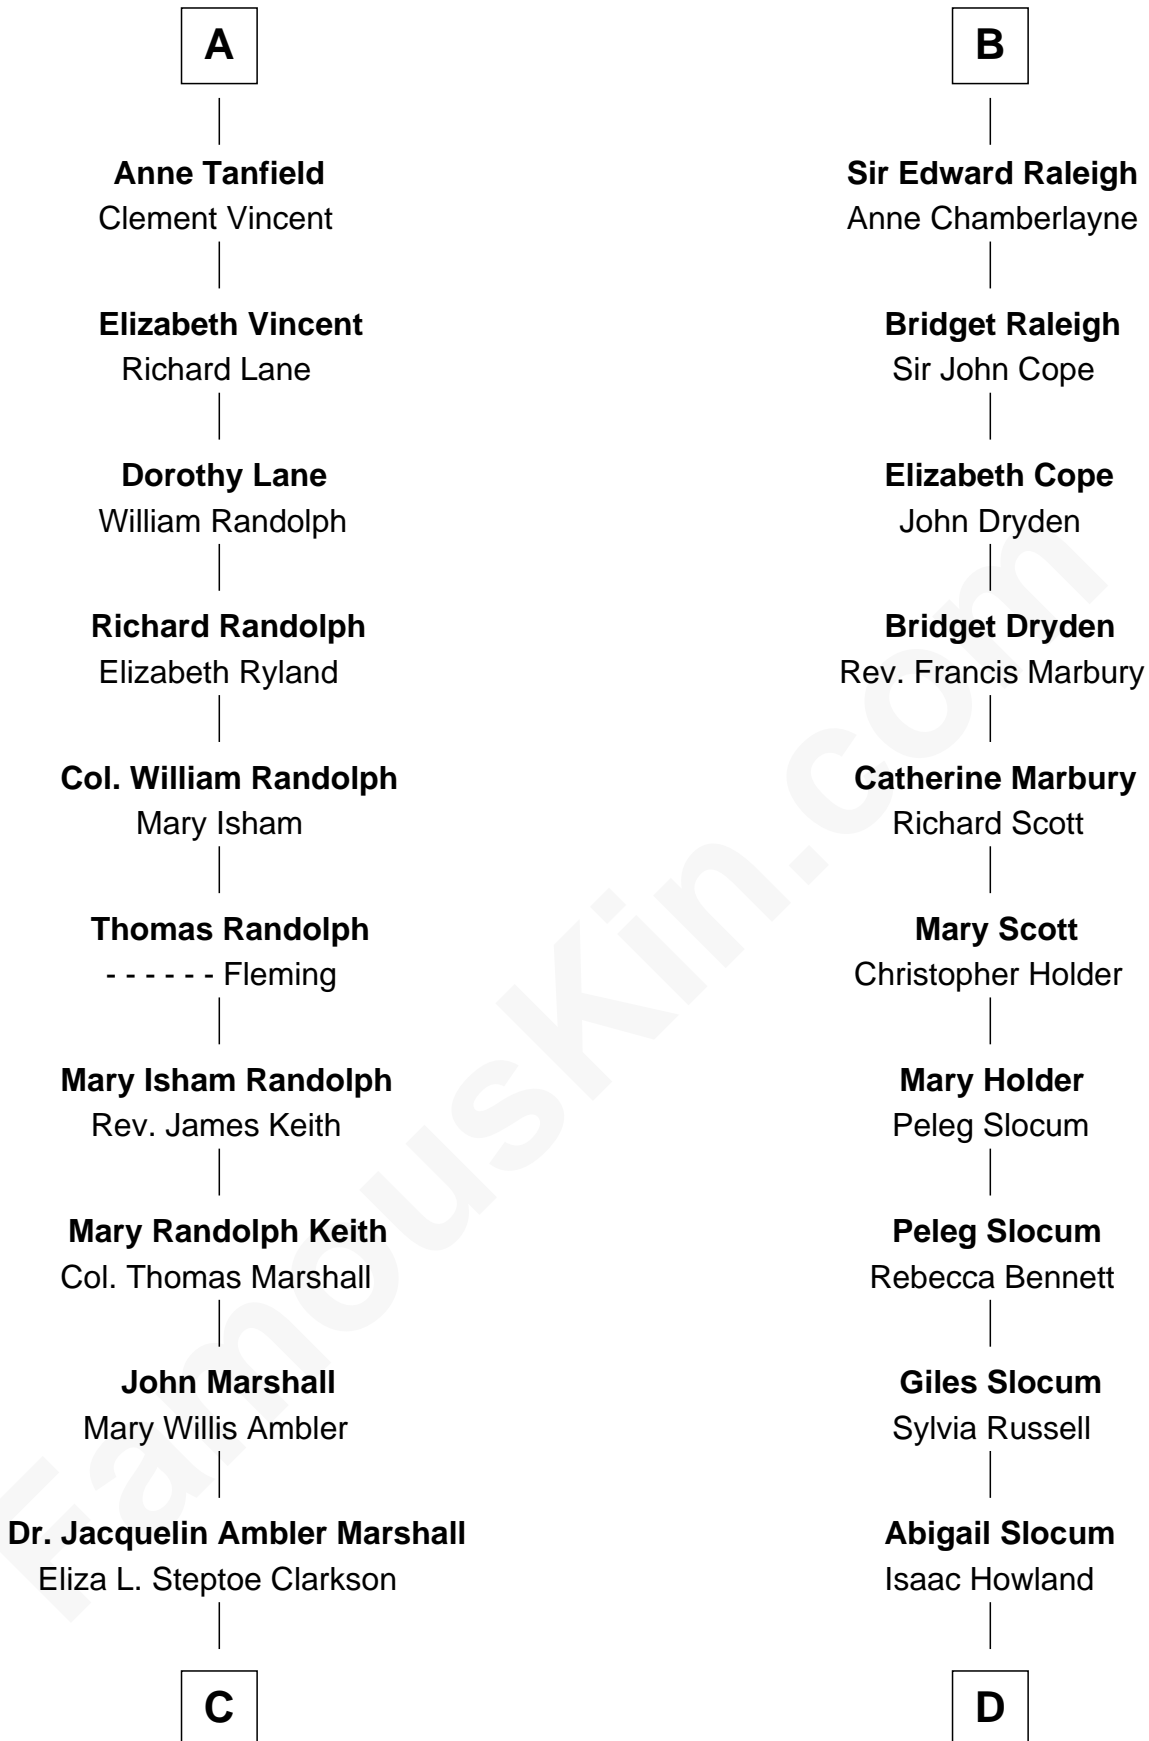 A
Anne Tanfield
Clement Vincent
Elizabeth Vincent
Richard Lane
Dorothy Lane
William Randolph
Richard Randolph
Elizabeth Ryland
Col. William Randolph
Mary Isham
Thomas Randolph
- - - - - - Fleming
Mary Isham Randolph
Rev. James Keith
Mary Randolph Keith
Col. Thomas Marshall
John Marshall
Mary Willis Ambler
Dr. Jacquelin Ambler Marshall
Eliza L. Steptoe Clarkson
C
B
Sir Edward Raleigh
Anne Chamberlayne
Bridget Raleigh
Sir John Cope
Elizabeth Cope
John Dryden
Bridget Dryden
Rev. Francis Marbury
Catherine Marbury
Richard Scott
Mary Scott
Christopher Holder
Mary Holder
Peleg Slocum
Peleg Slocum
Rebecca Bennett
Giles Slocum
Sylvia Russell
Abigail Slocum
Isaac Howland
D
FamousKin.com